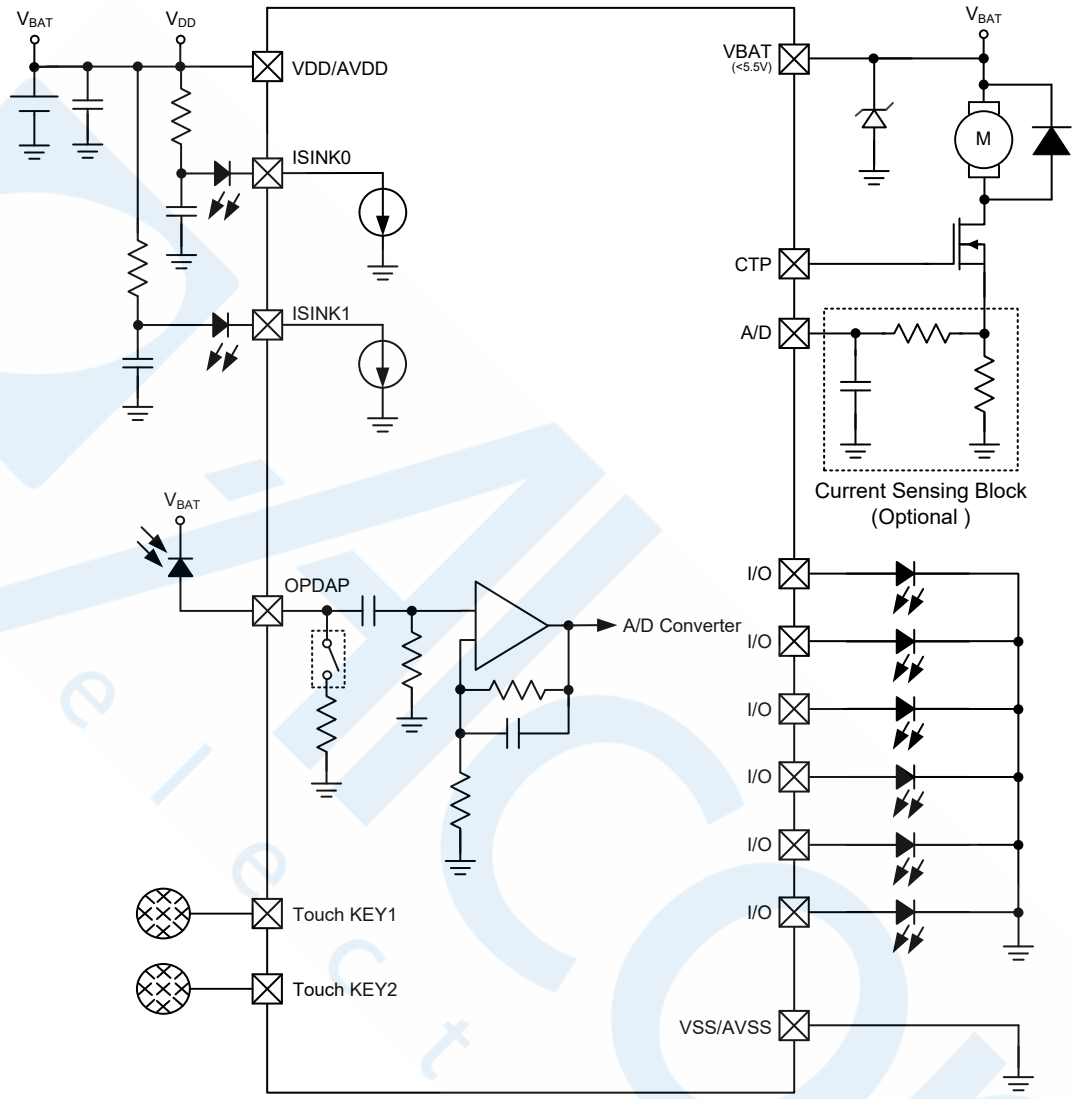 VBAT
VDD
VBAT
VDD/AVDD
VBAT
(<5.5V)
ISINK0
M
CTP
ISINK1
A/D
Current Sensing Block
(Optional )
VBAT
OPDAP
I/O
A/D Converter
I/O
I/O
I/O
I/O
I/O
Touch KEY1
Touch KEY2
VSS/AVSS
MICO
e l e c t